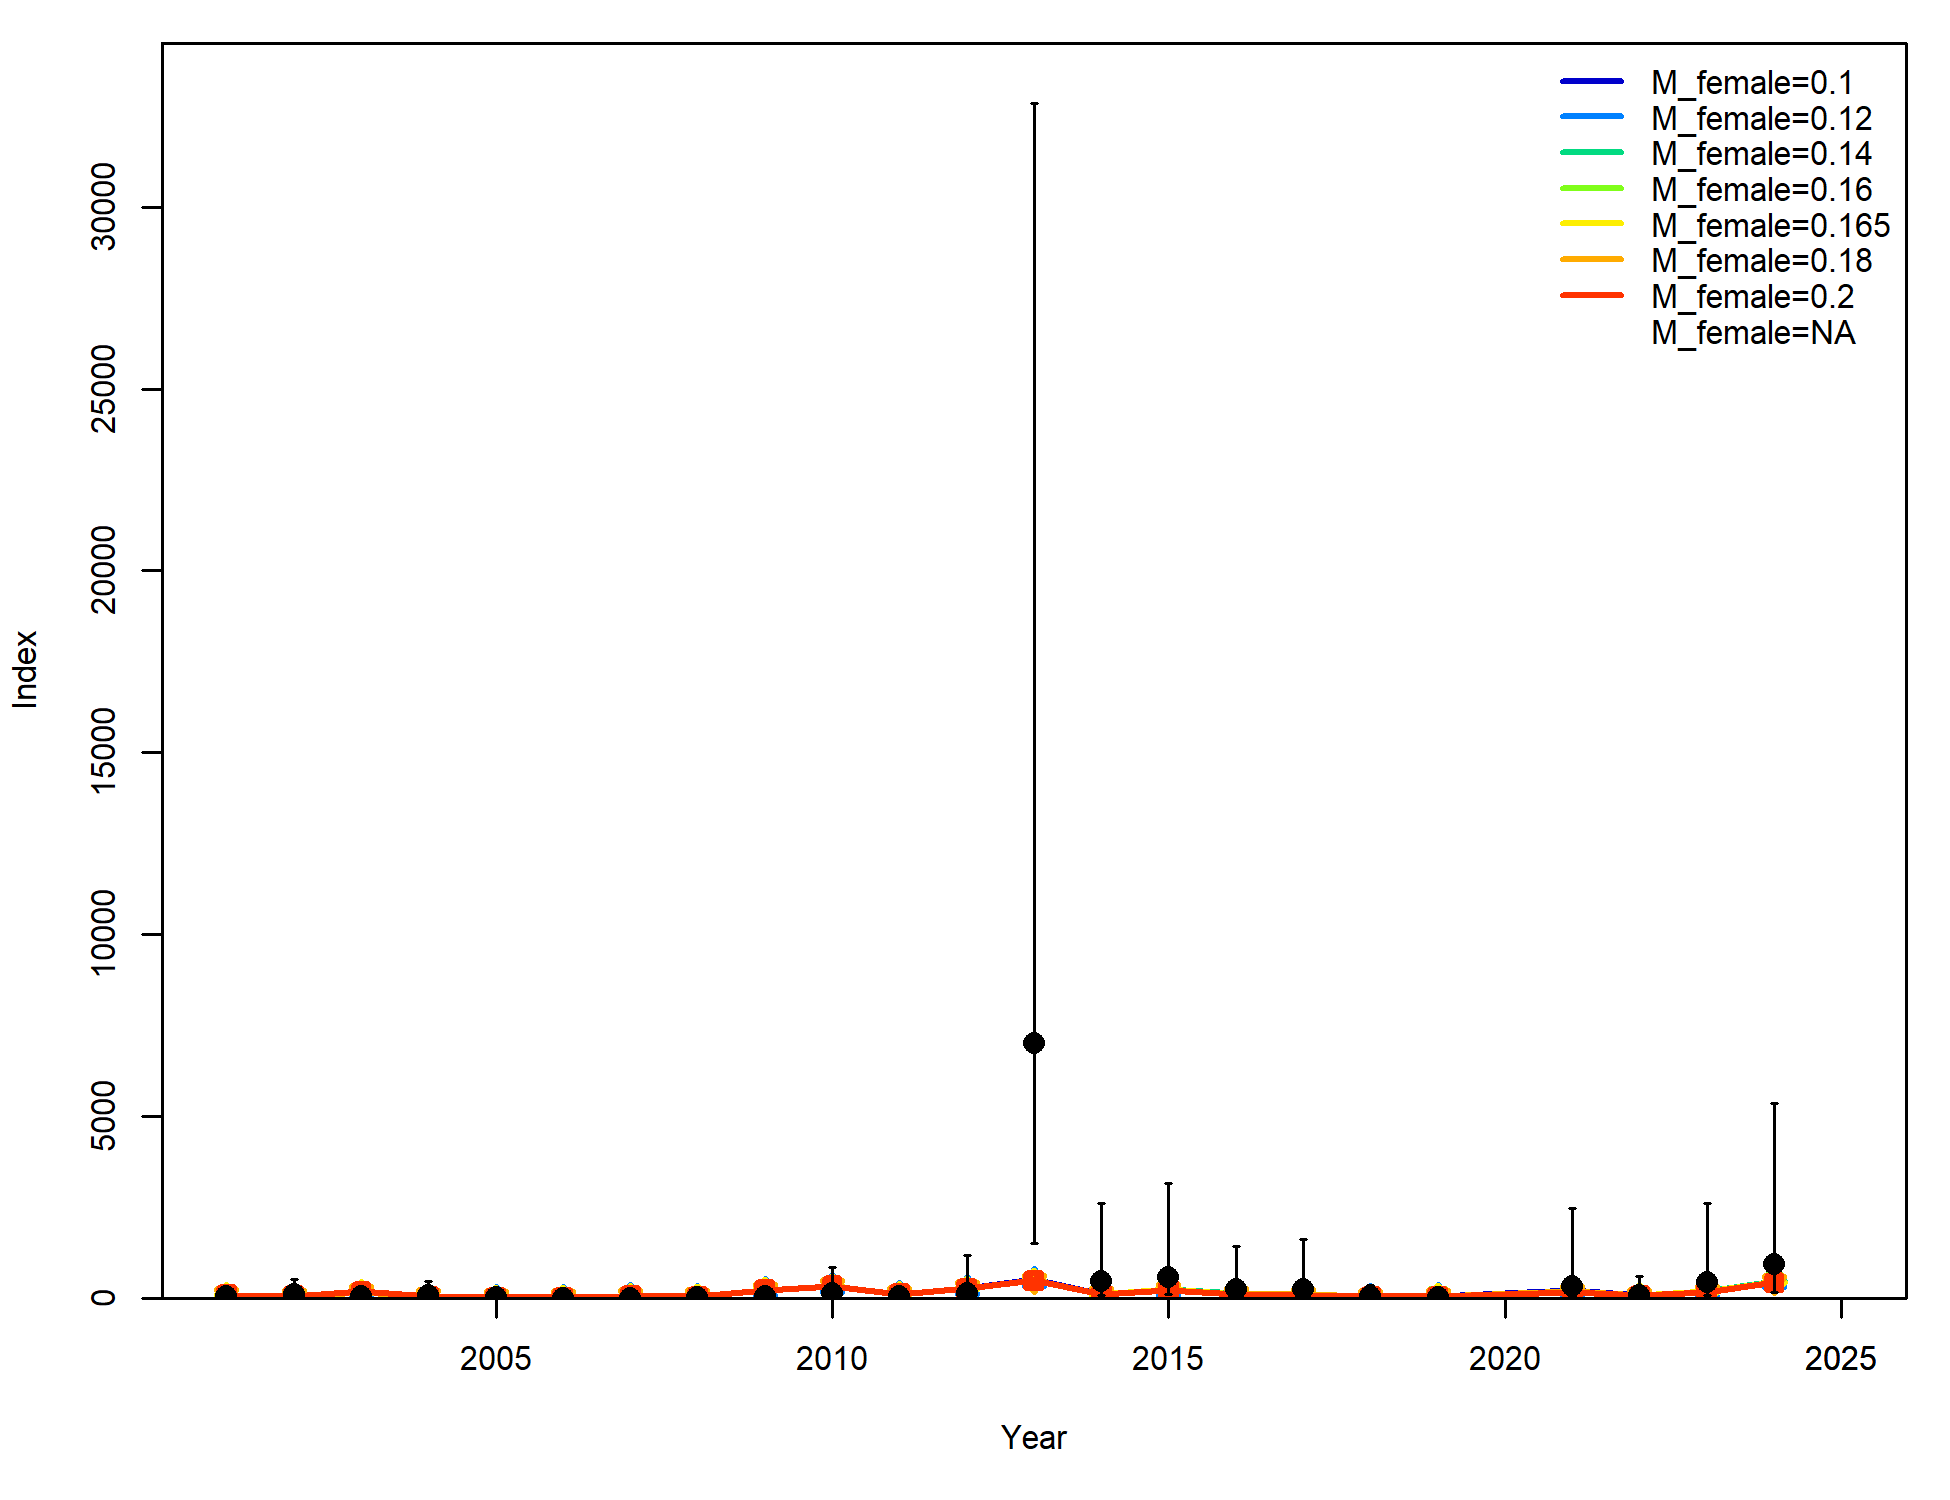 M_female=0.1
M_female=0.12
M_female=0.14
M_female=0.16
M_female=0.165
M_female=0.18
M_female=0.2
M_female=NA
30000
25000
20000
15000
10000
5000
0
Index
2005
2010
2015
2020
2025
Year